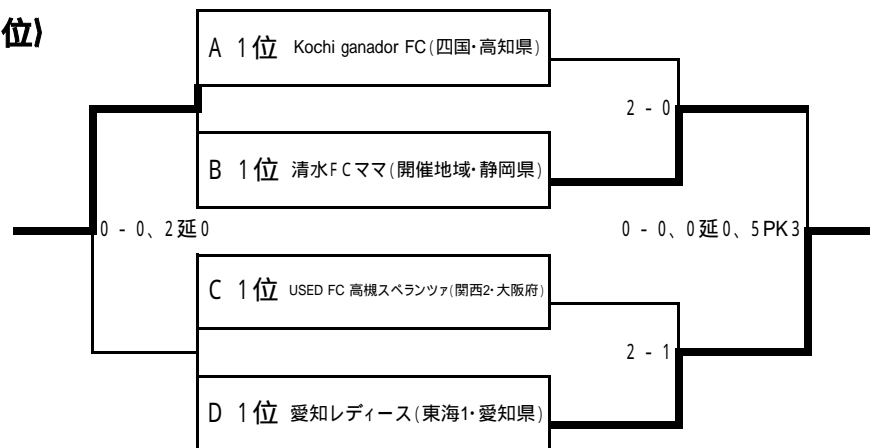 位)
A 1位 Kochi ganador FC(四国・高知県)
2 - 0
B 1位 清水FCママ(開催地域・静岡県)
0 - 0、2延0
0 - 0、0延0、5PK3
C 1位 USED FC 高槻スペランツァ(関西2・大阪府)
2 - 1
D 1位 愛知レディース(東海1・愛知県)